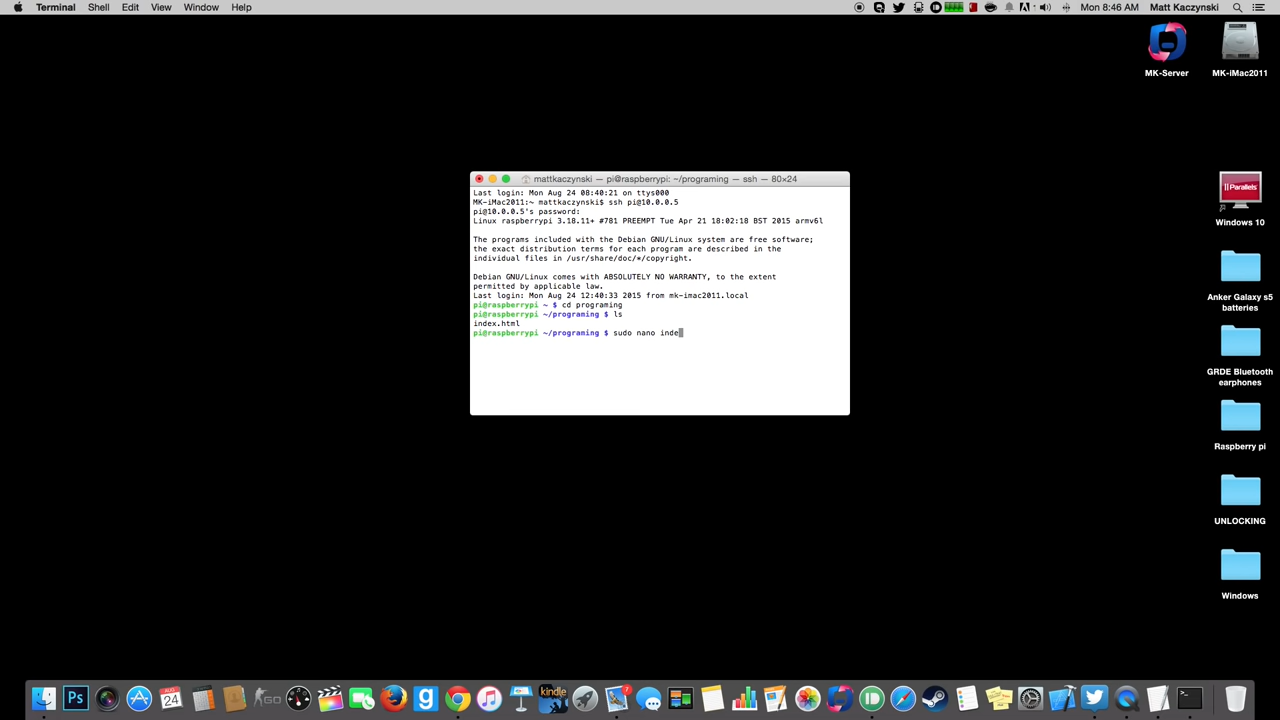 Terminal Shell Edit View Window Help
Mon 8:46 AM Matt Kaczynski
MK-Server
MK-iMac2011
mattkaczynski — pi@raspberrypi: ~/programing — ssh — 80×24
Last login: Mon Aug 24 08:40:21 on ttys000
MK-iMac2011:~ mattkaczynski$ ssh pi@10.0.0.5
pi@10.0.0.5's password:
Linux raspberrypi 3.18.11+ #781 PREEMPT Tue Apr 21 18:02:18 BST 2015 armv6l
The programs included with the Debian GNU/Linux system are free software;
the exact distribution terms for each program are described in the
individual files in /usr/share/doc/*/copyright.
Debian GNU/Linux comes with ABSOLUTELY NO WARRANTY, to the extent
permitted by applicable law.
Last login: Mon Aug 24 12:40:33 2015 from mk-imac2011.local
pi@raspberrypi ~ $ cd programing
pi@raspberrypi ~/programing $ ls
index.html
pi@raspberrypi ~/programing $ sudo nano inde
|| Parallels
Windows 10
Anker Galaxy s5
batteries
GRDE Bluetooth
earphones
Raspberry pi
UNLOCKING
Windows
Ps
AUG
24
GO
g
kindle
7